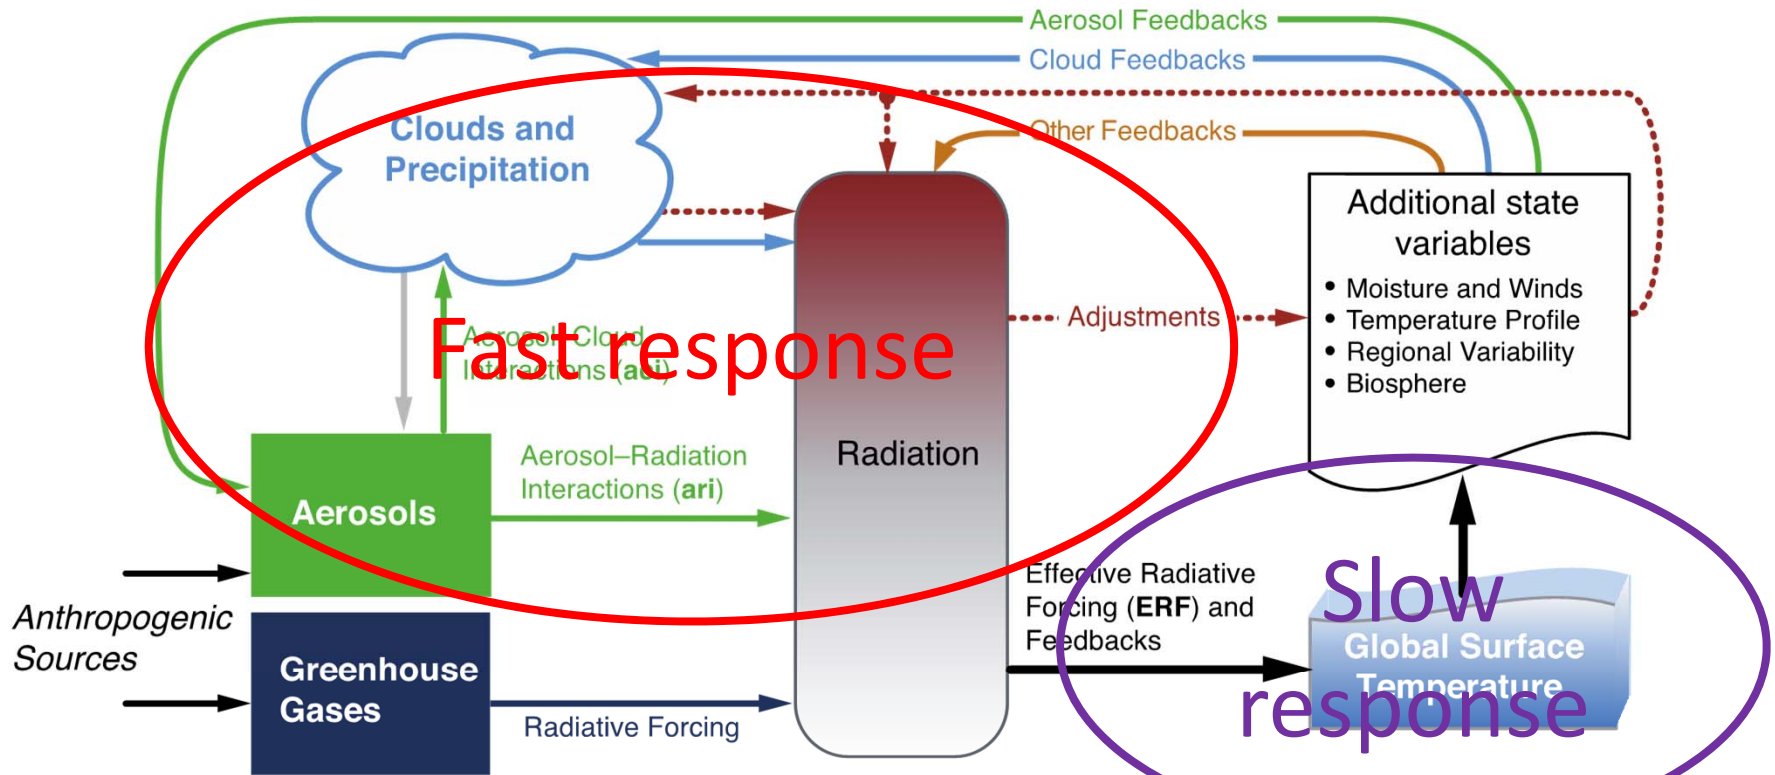 Aerosol Feedbacks
Cloud Feedbacks
Other Feedbacks
Clouds and
Precipitation
Additional state
variables
• Moisture and Winds
• Temperature Profile
• Regional Variability
• Biosphere
Adjustments
Aerosol–Cloud
Interactions (aci)
Fast response
Radiation
Aerosol–Radiation
Interactions (ari)
Aerosols
Anthropogenic
Sources
Greenhouse
Gases
Radiative Forcing
Effective Radiative
Forcing (ERF) and
Feedbacks
Slow
response
Global Surface
Temperature